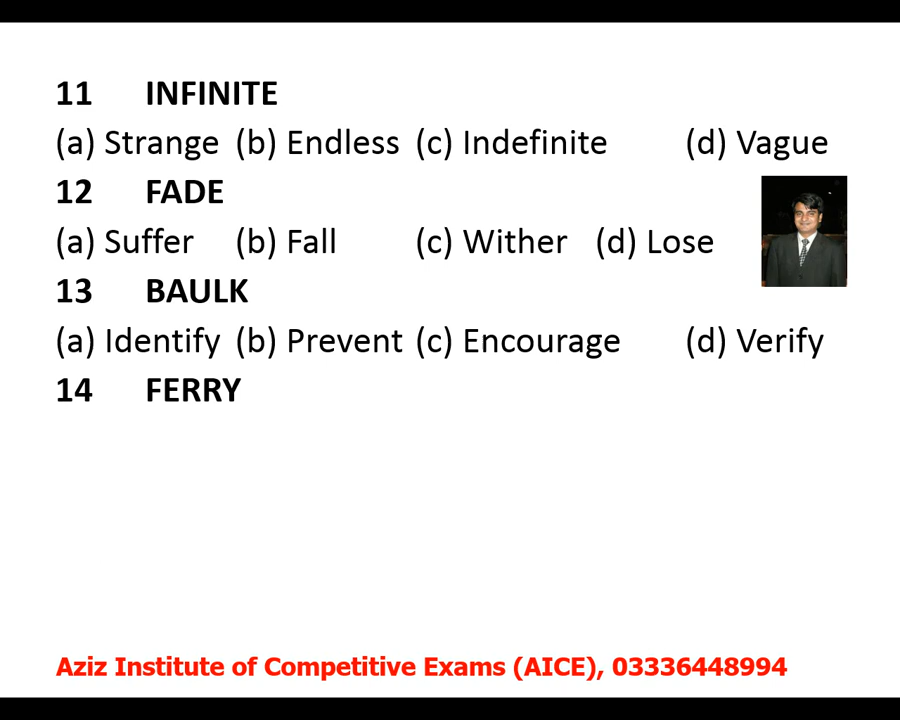 11 INFINITE
(a) Strange (b) Endless (c) Indefinite (d) Vague
12 FADE
(a) Suffer (b) Fall (c) Wither (d) Lose
13 BAULK
(a) Identify (b) Prevent (c) Encourage (d) Verify
14 FERRY
Aziz Institute of Competitive Exams (AICE), 03336448994